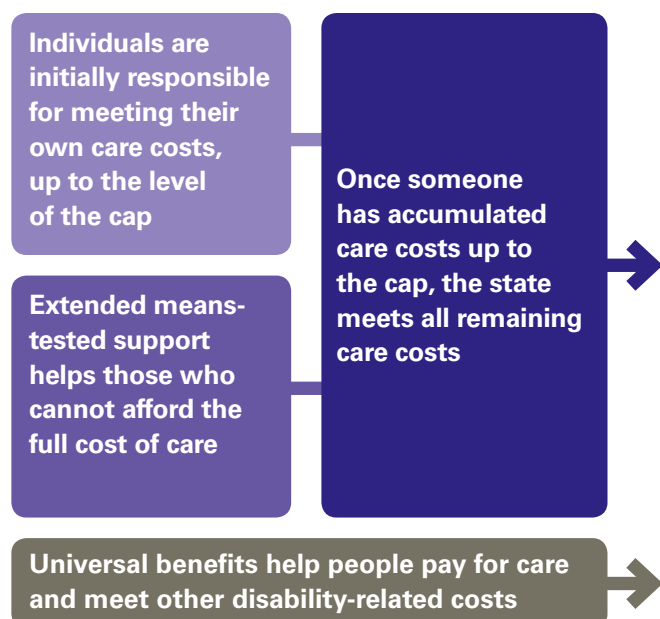 Individuals are
initially responsible
for meeting their
own care costs,
up to the level
of the cap
Extended means-
tested support
helps those who
cannot afford the
full cost of care
Once someone
has accumulated
care costs up to
the cap, the state
meets all remaining
care costs
Universal benefits help people pay for care
and meet other disability-related costs